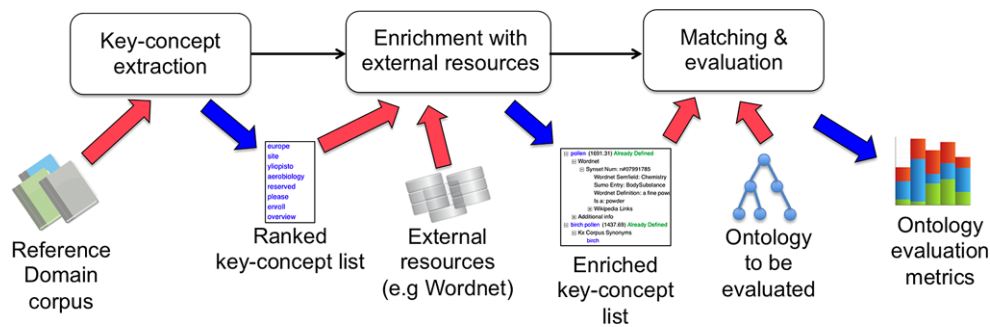 Key-concept
extraction
Enrichment with
external resources
Matching &
evaluation
europe
site
yliopisto
aerobiology
reserved
please
enroll
overview
pollen (1691.31) Already Defined
Wordnet
Synset Num: n#07991785
Wordnet Semfield: Chemistry
Sumo Entry: BodySubstance
Wordnet Definition: a fine pow
Is a: powder
Wikipedia Links
Additional info
birch pollen (1437.69) Already Defined
Kx Corpus Synonyms
birch
Reference
Domain
corpus
Ranked
key-concept list
External
resources
(e.g Wordnet)
Enriched
key-concept
list
Ontology
to be
evaluated
Ontology
evaluation
metrics